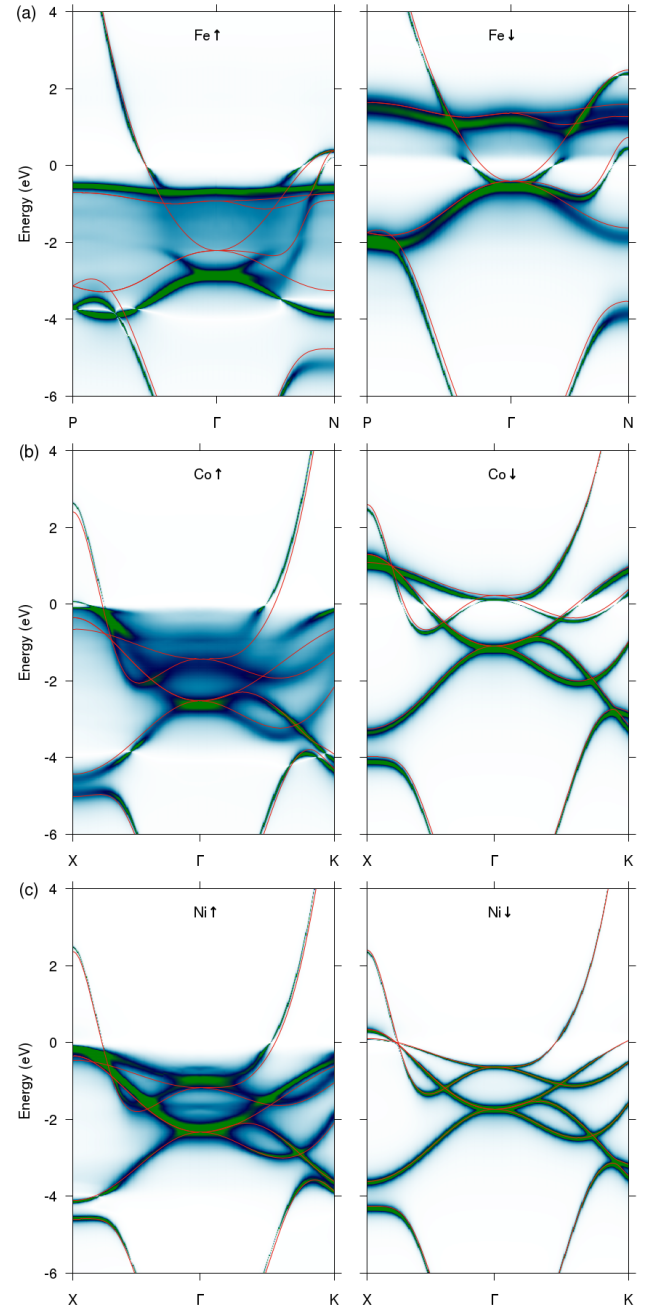 (a)
Fe↑
Fe↓
4
2
0
-2
-4
-6
Energy (eV)
P Γ N
P Γ N
(b)
Co↑
Co↓
4
2
0
-2
-4
-6
Energy (eV)
X Γ K
X Γ K
(c)
Ni↑
Ni↓
4
2
0
-2
-4
-6
Energy (eV)
X Γ K
X Γ K